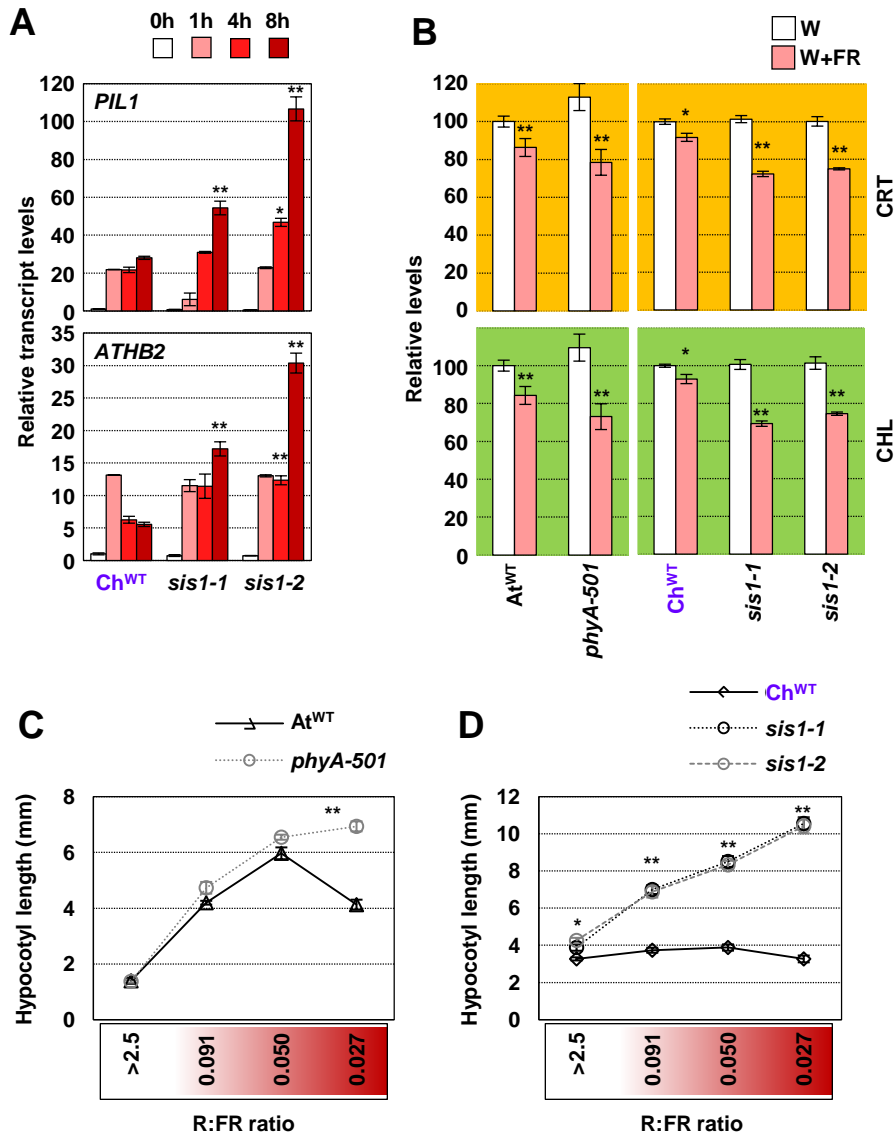 A
0h 1h 4h 8h
120
100
80
60
40
20
0
PIL1
**
*
**
35
30
25
20
15
10
5
0
ATHB2
**
**
**
Relative transcript levels
Ch^WT sis1-1 sis1-2
B
W
W+FR
120
100
80
60
40
20
0
** ** * ** **
CRT
100
80
60
40
20
0
** ** * ** **
CHL
Relative levels
At^WT phyA-501 Ch^WT sis1-1 sis1-2
C
At^WT
phyA-501
8
6
4
2
0
**
Hypocotyl length (mm)
>2.5 0.091 0.050 0.027
R:FR ratio
D
Ch^WT
sis1-1
sis1-2
12
10
8
6
4
2
0
* ** ** **
Hypocotyl length (mm)
>2.5 0.091 0.050 0.027
R:FR ratio